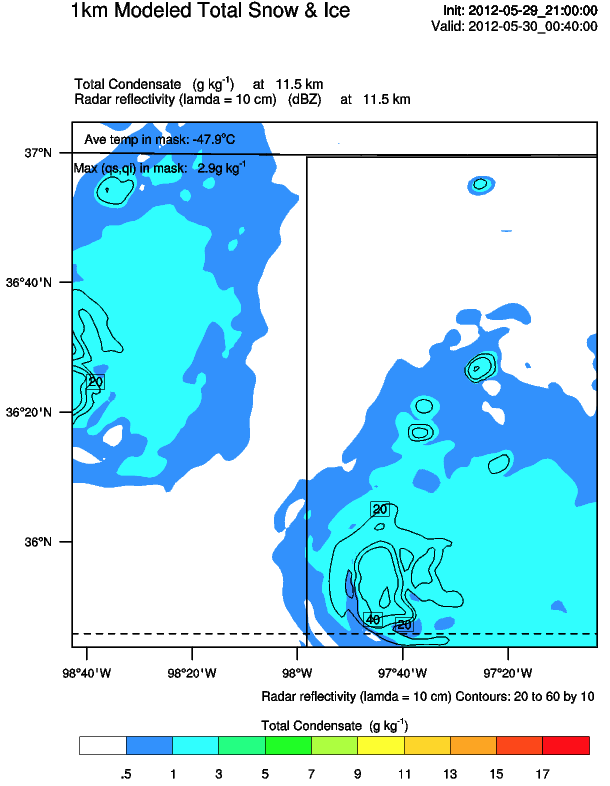 1km Modeled Total Snow & Ice
Init: 2012-05-29_21:00:00
Valid: 2012-05-30_00:40:00
Total Condensate (g kg⁻¹) at 11.5 km
Radar reflectivity (lamda = 10 cm) (dBZ) at 11.5 km
Ave temp in mask: -47.9°C
37°N
Max (qs,qi) in mask: 2.9g kg⁻¹
36°40'N
20
36°20'N
20
36°N
40
20
98°40'W 98°20'W 98°W 97°40'W 97°20'W
Radar reflectivity (lamda = 10 cm) Contours: 20 to 60 by 10
Total Condensate (g kg⁻¹)
.5 1 3 5 7 9 11 13 15 17